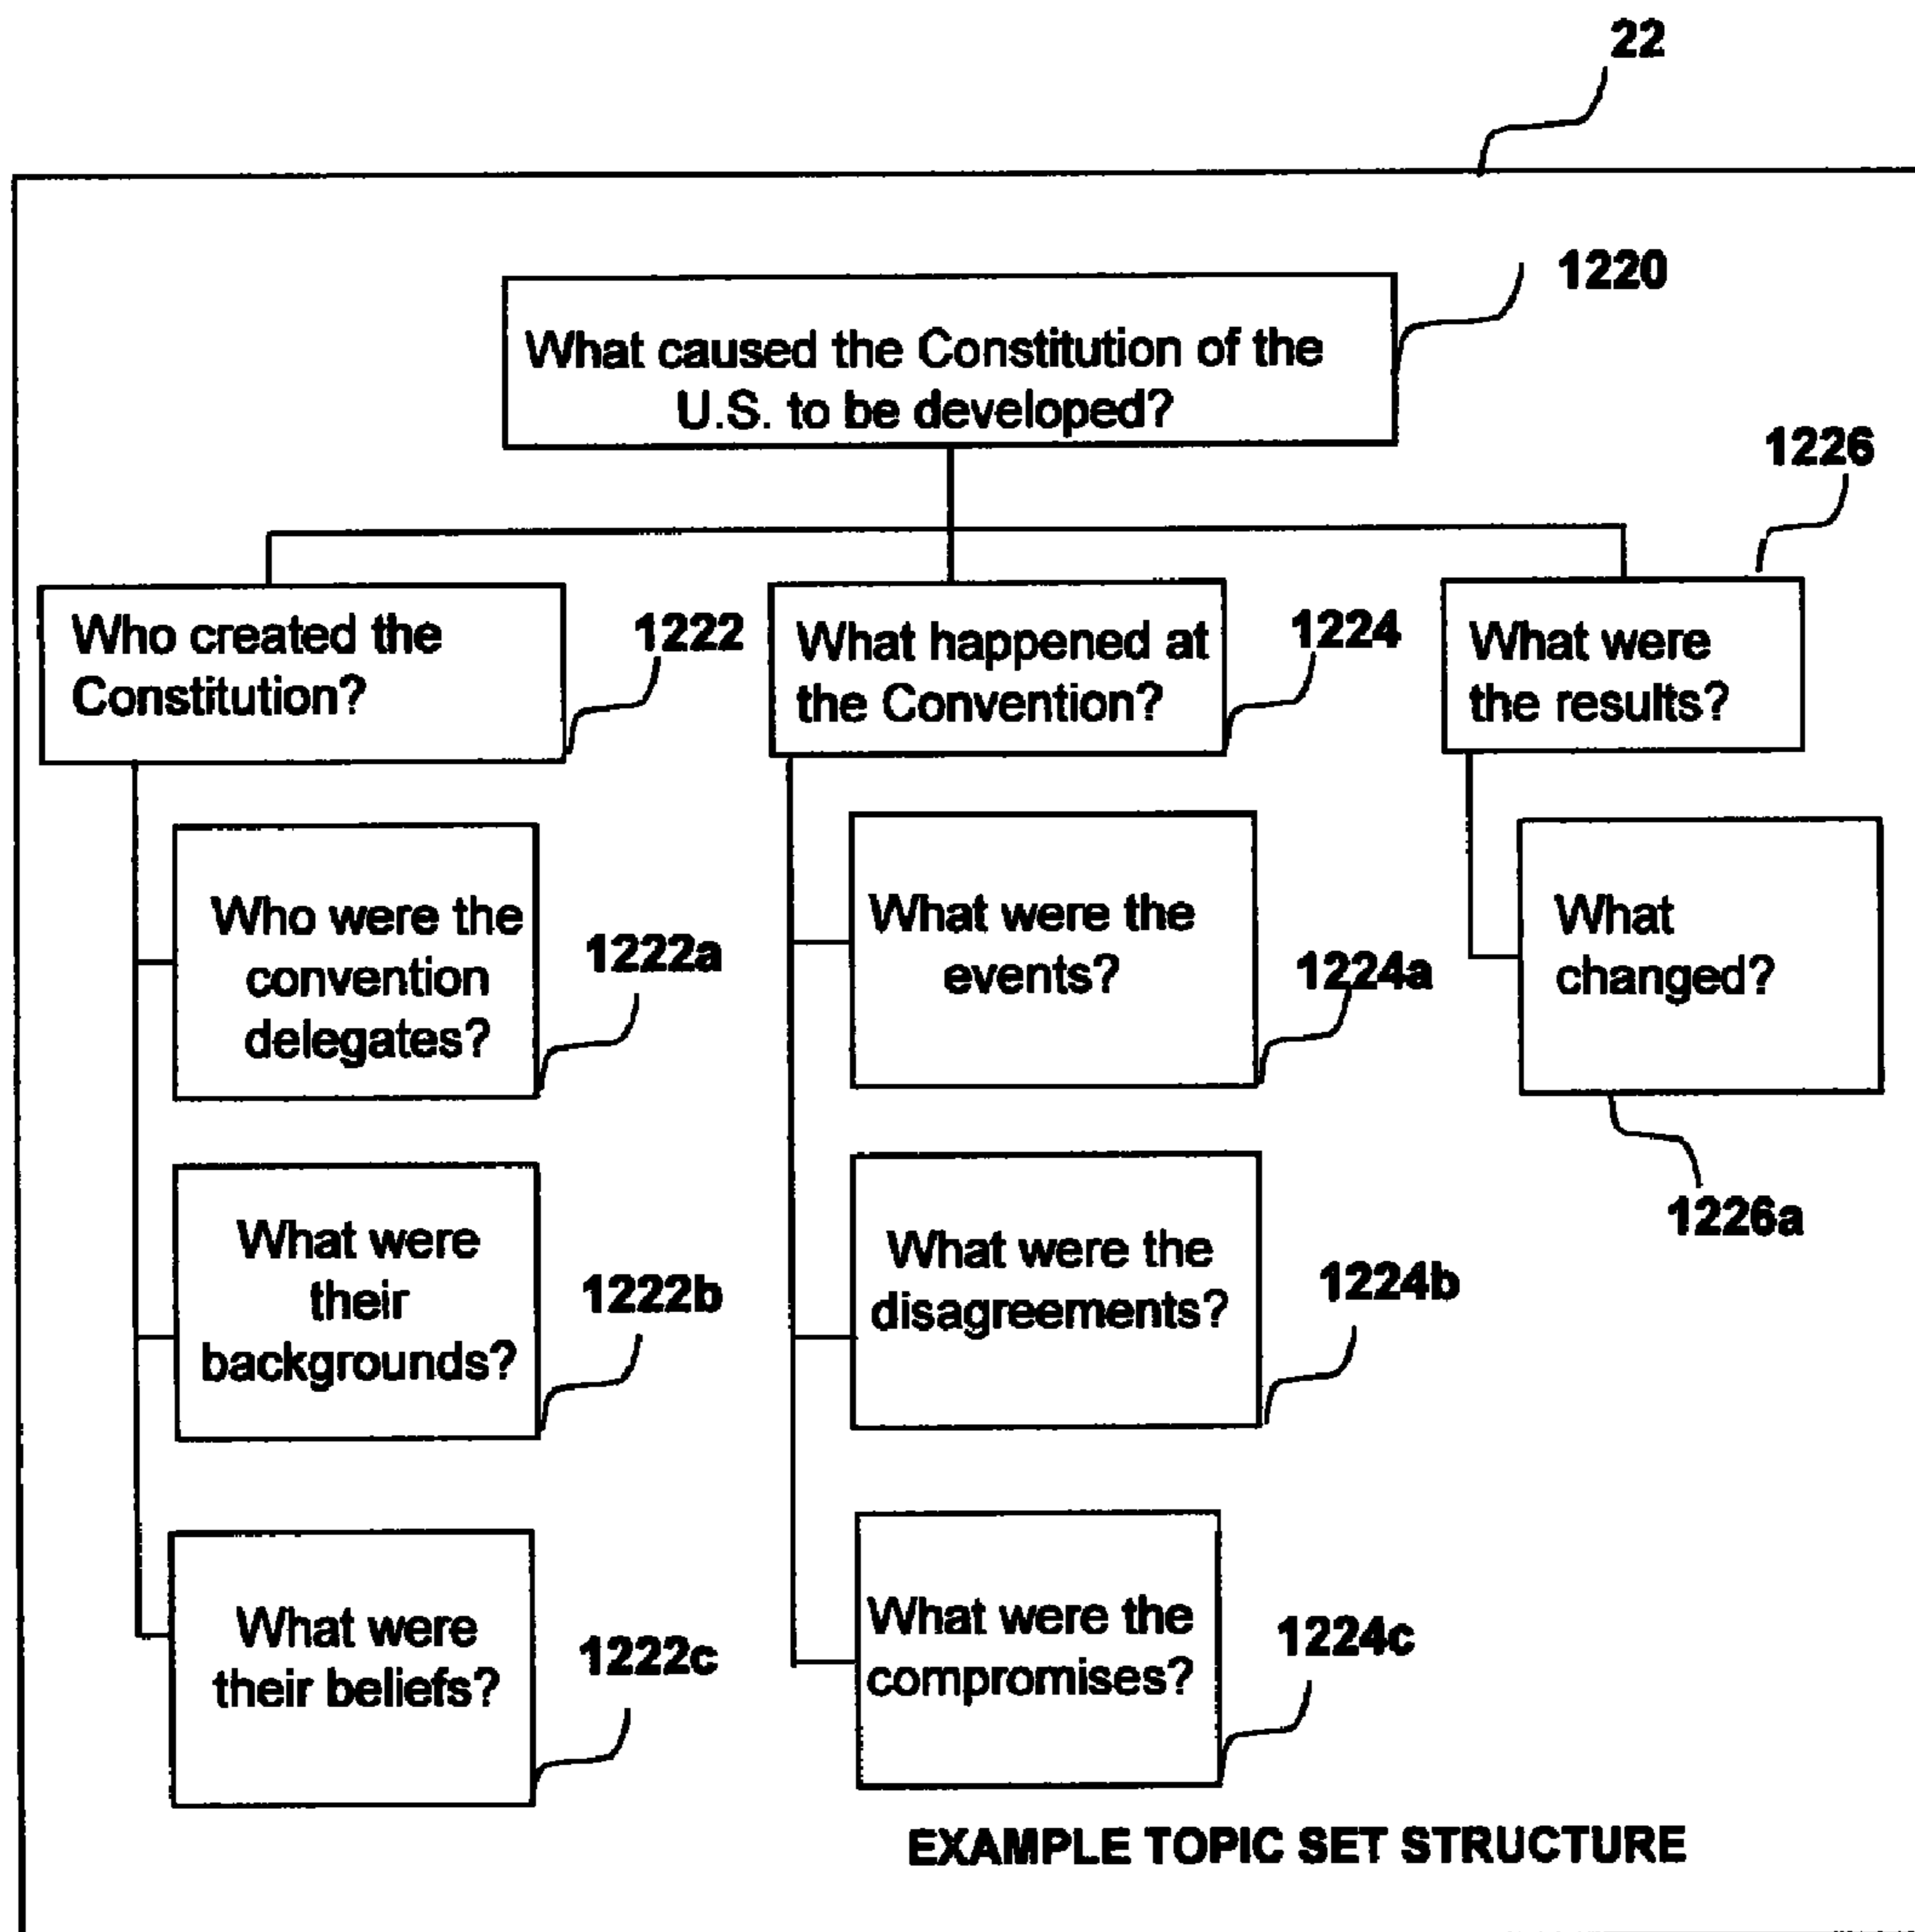 22
1220
What caused the Constitution of the
U.S. to be developed?
1226
Who created the
Constitution?
1222
What happened at
the Convention?
1224
What were
the results?
Who were the
convention
delegates?
1222a
What were the
events?
1224a
What
changed?
1226a
What were
their
backgrounds?
1222b
What were the
disagreements?
1224b
What were
their beliefs?
1222c
What were the
compromises?
1224c
EXAMPLE TOPIC SET STRUCTURE